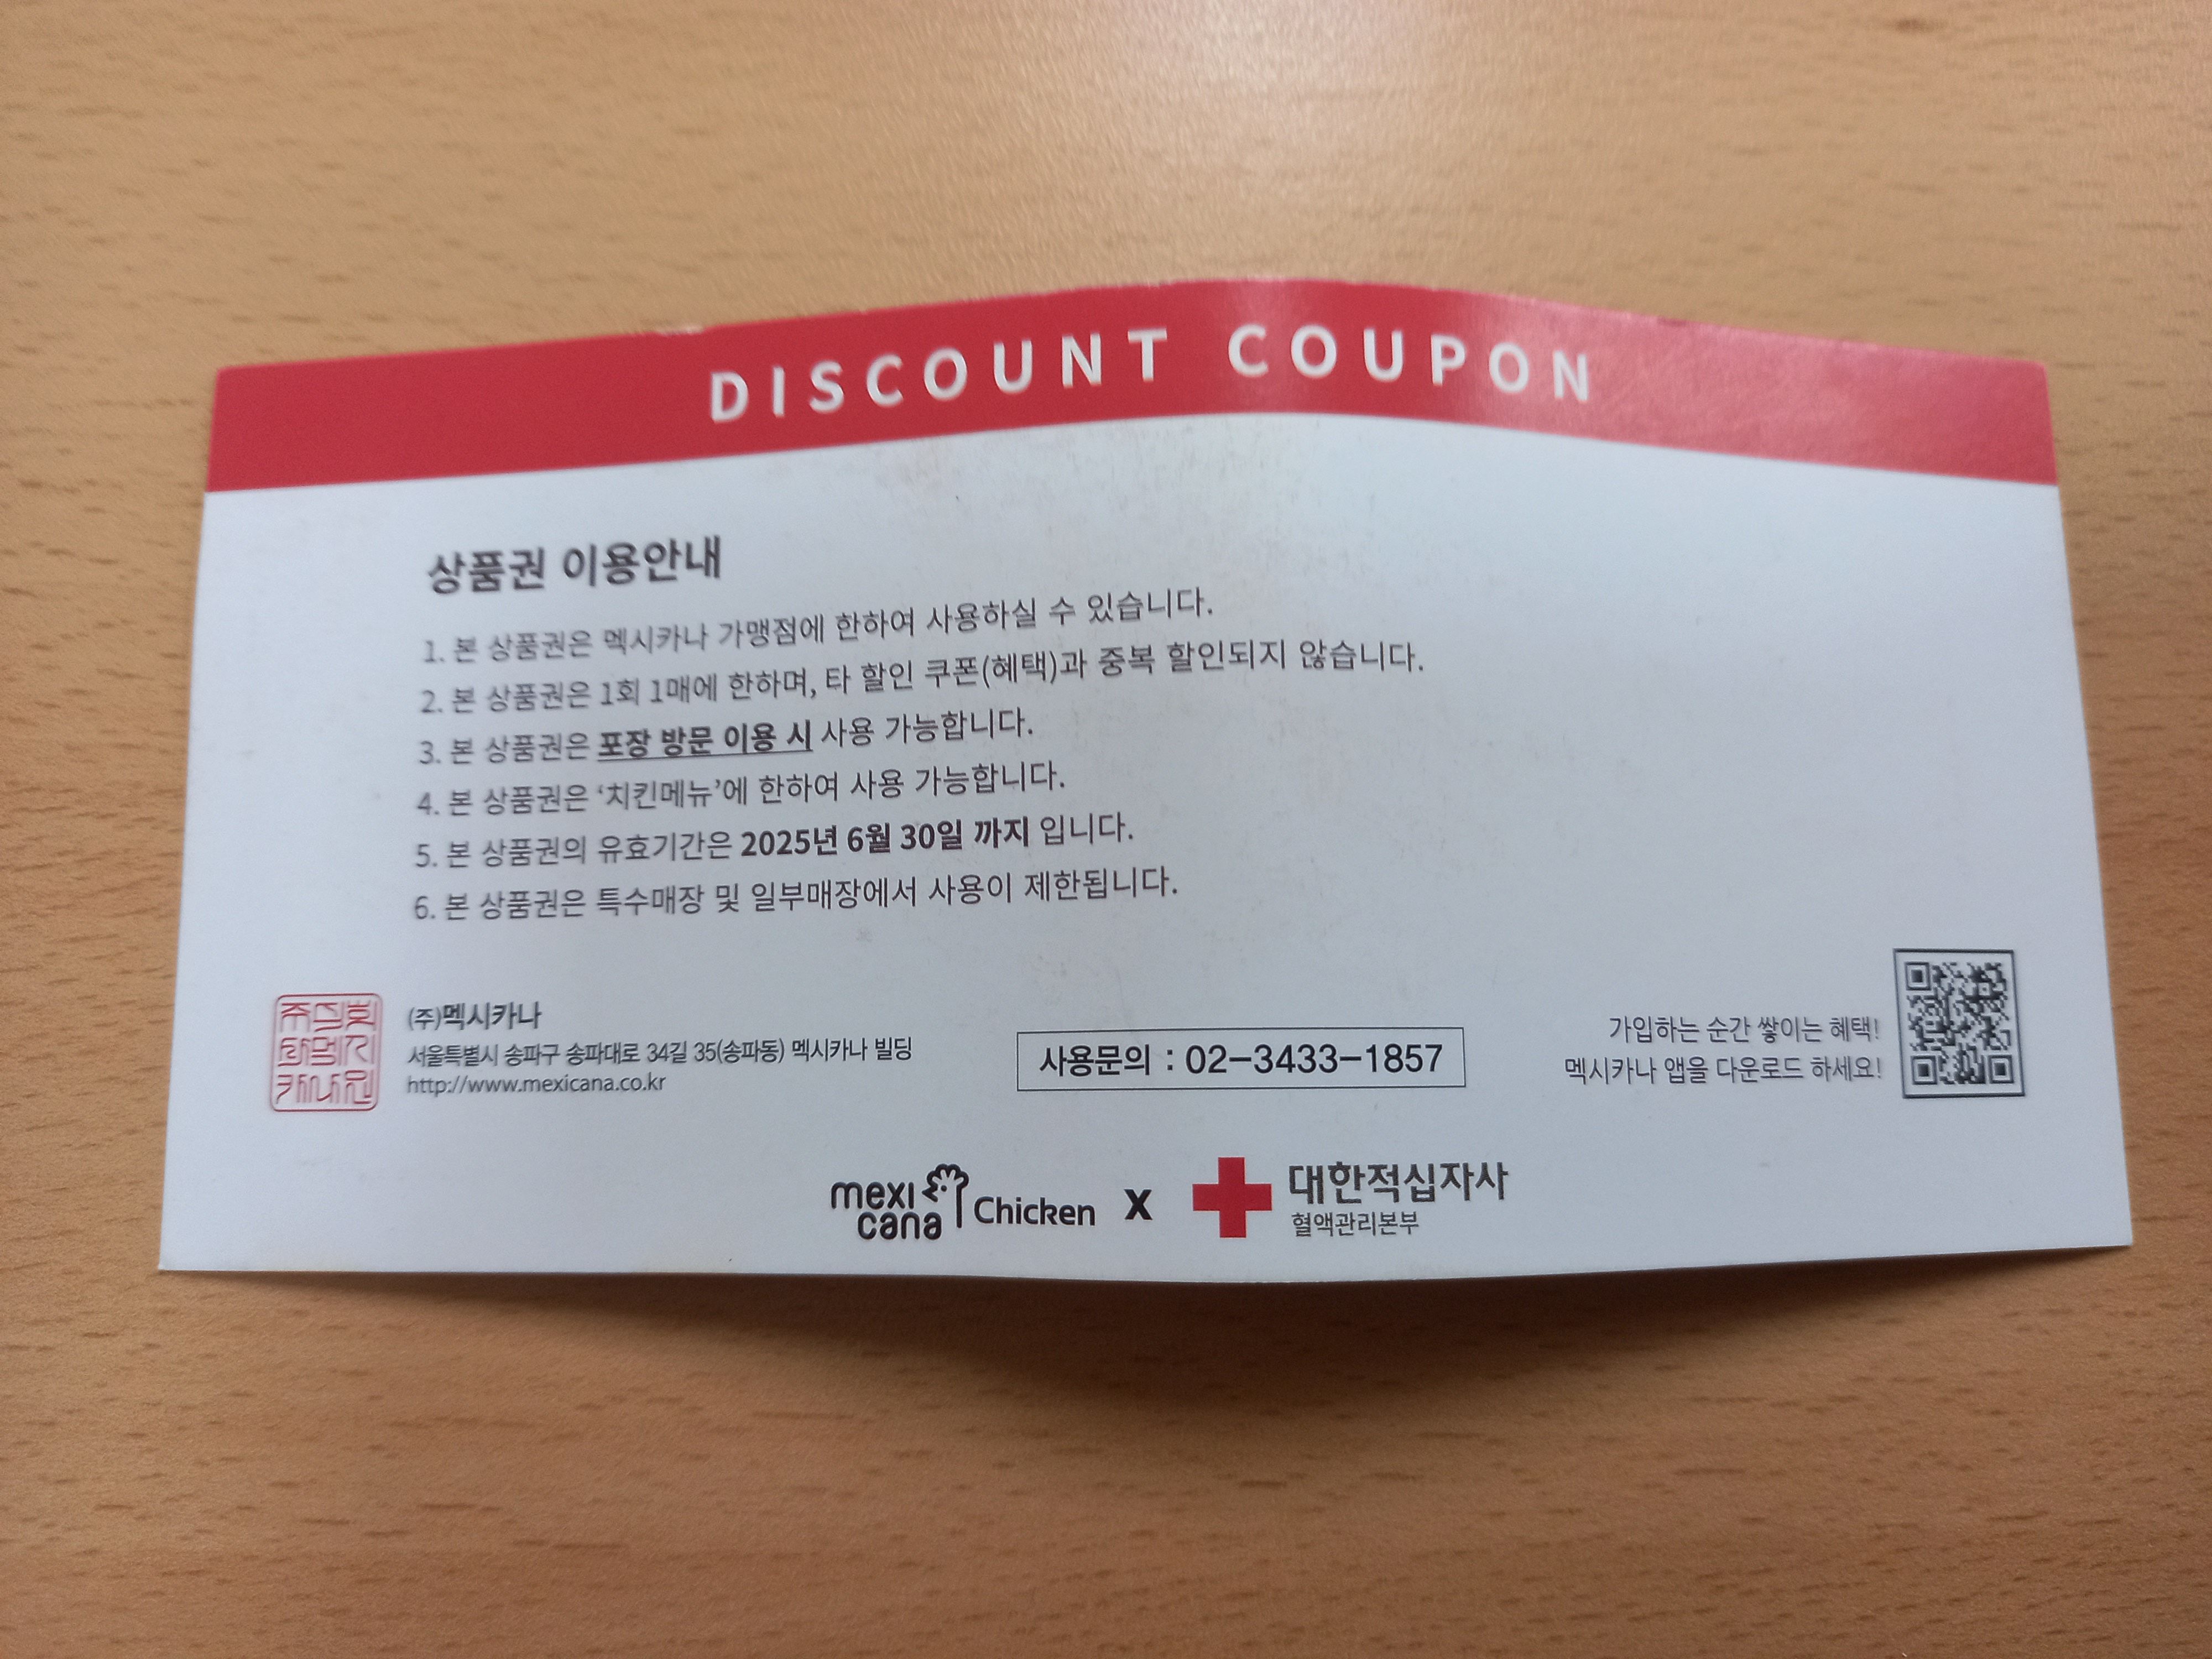 DISCOUNT COUPON
상품권 이용안내
1. 본 상품권은 멕시카나 가맹점에 한하여 사용하실 수 있습니다.
2. 본 상품권은 1회 1매에 한하며, 타 할인 쿠폰(혜택)과 중복 할인되지 않습니다.
3. 본 상품권은 포장 방문 이용 시 사용 가능합니다.
4. 본 상품권은 ‘치킨메뉴’에 한하여 사용 가능합니다.
5. 본 상품권의 유효기간은 2025년 6월 30일 까지 입니다.
6. 본 상품권은 특수매장 및 일부매장에서 사용이 제한됩니다.
(주)멕시카나
서울특별시 송파구 송파대로 34길 35(송파동) 멕시카나 빌딩
http://www.mexicana.co.kr
사용문의 : 02-3433-1857
가입하는 순간 쌓이는 혜택!
멕시카나 앱을 다운로드 하세요!
mexi
cana Chicken X 대한적십자사
혈액관리본부